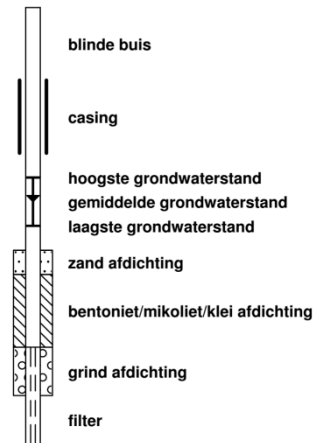 blinde buis
casing
hoogste grondwaterstand
gemiddelde grondwaterstand
laagste grondwaterstand
zand afdichting
bentoniet/mikoliet/klei afdichting
grind afdichting
filter